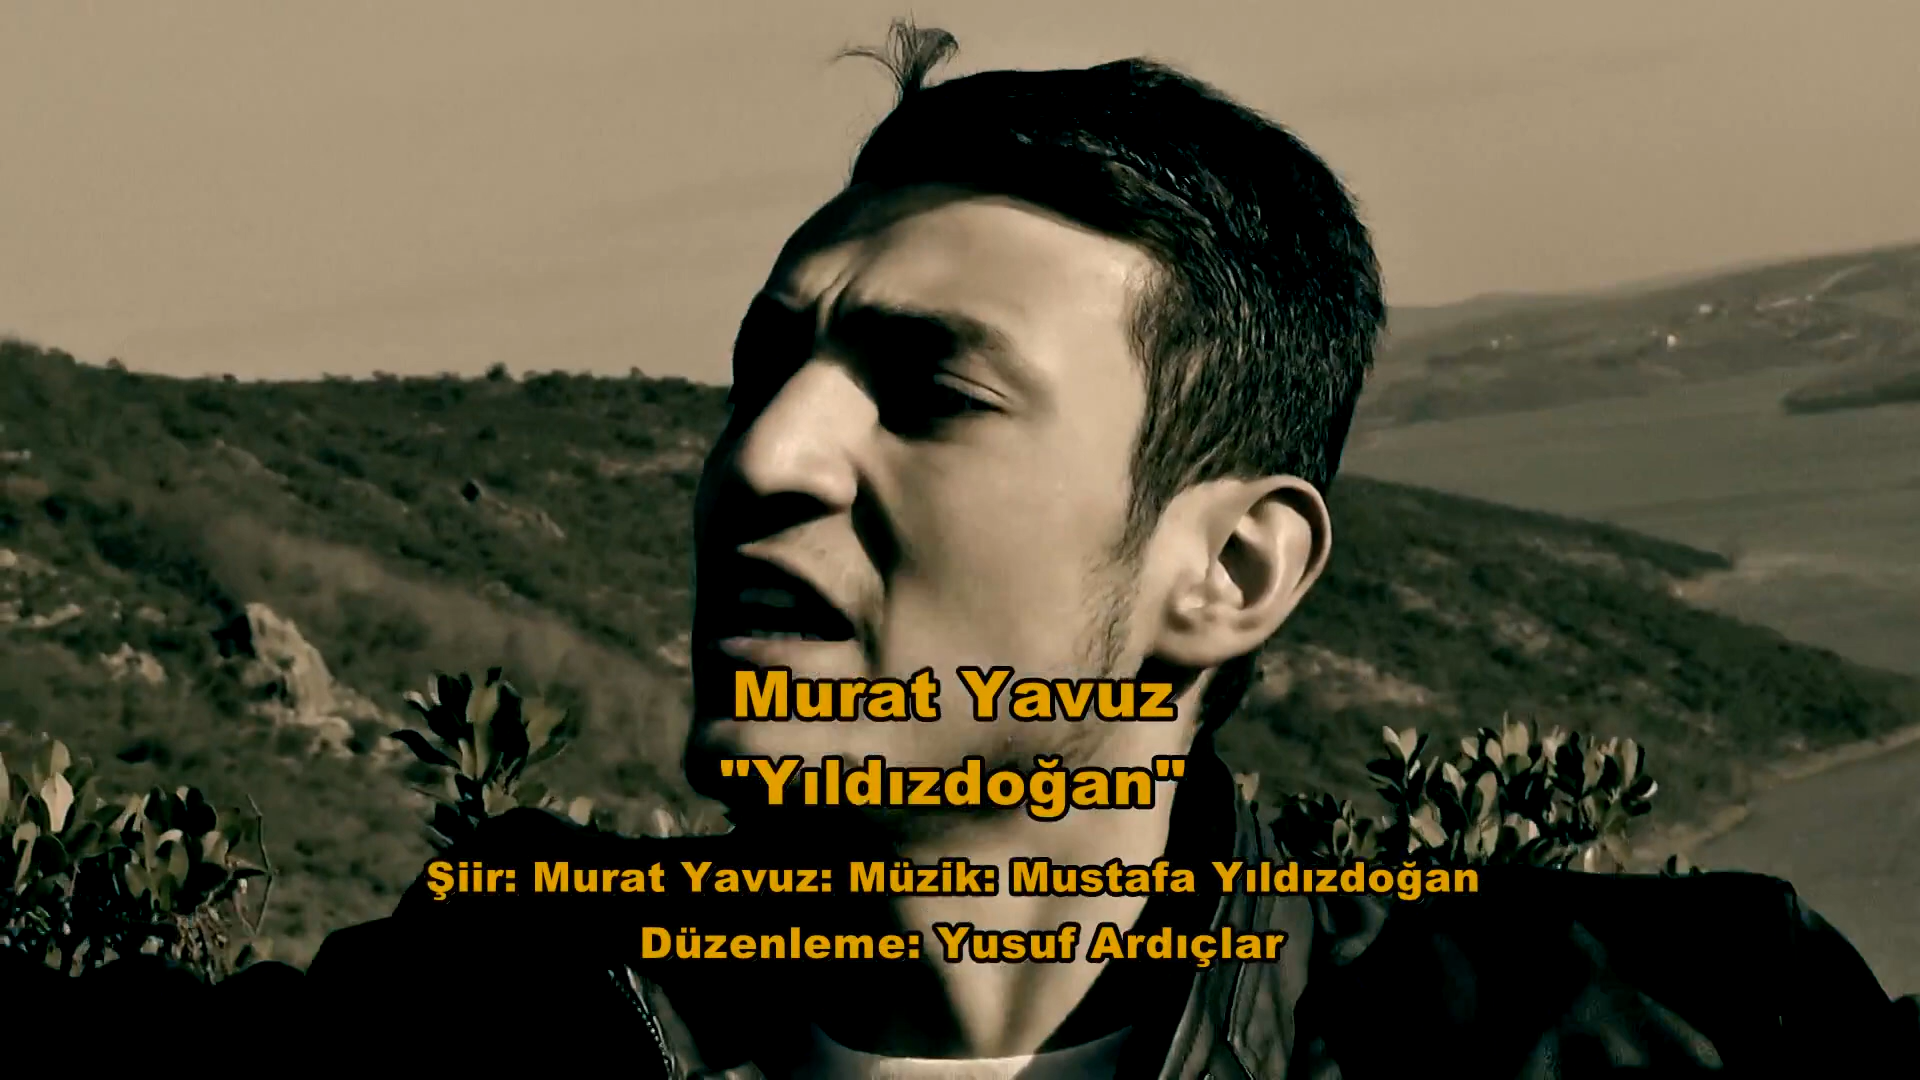 Murat Yavuz
"Yıldızdoğan"
Şiir: Murat Yavuz: Müzik: Mustafa Yıldızdoğan
Düzenleme: Yusuf Ardıçlar